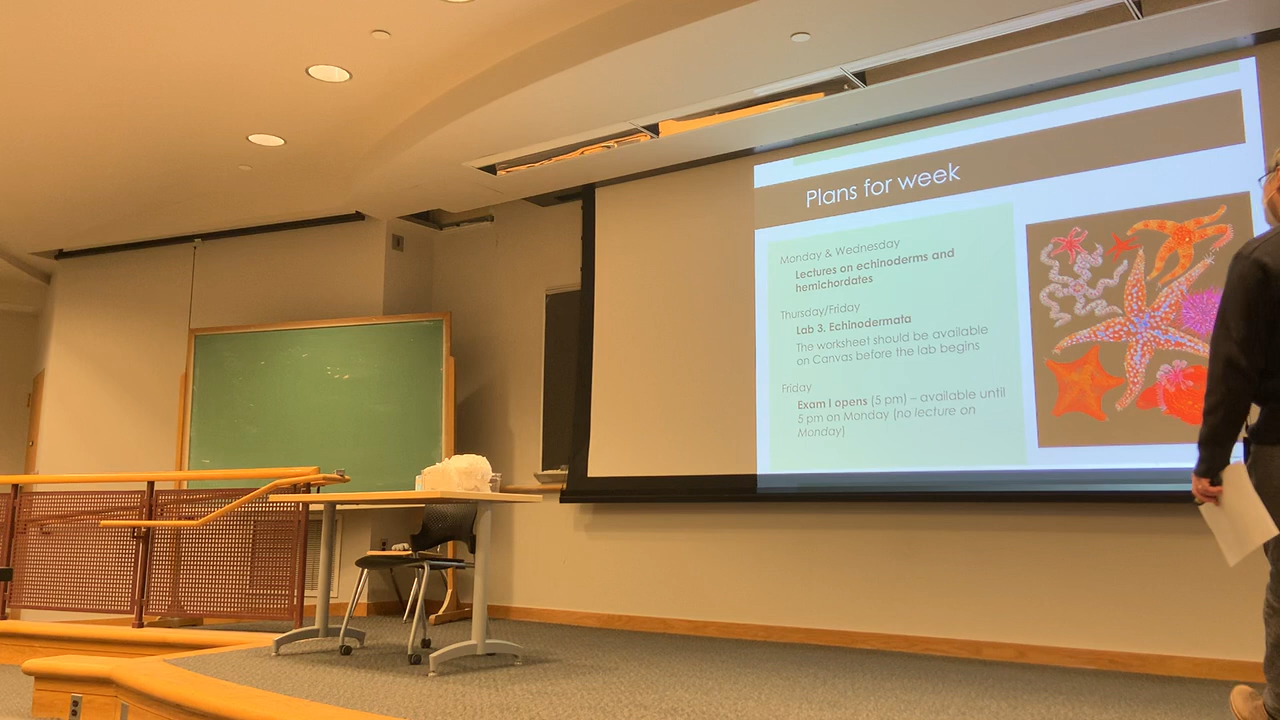 Plans for week
Monday & Wednesday
Lectures on echinoderms and
hemichordates
Thursday/Friday
Lab 3. Echinodermata
The worksheet should be available
on Canvas before the lab begins
Friday
Exam I opens (5 pm) – available until
5 pm on Monday (no lecture on
Monday)